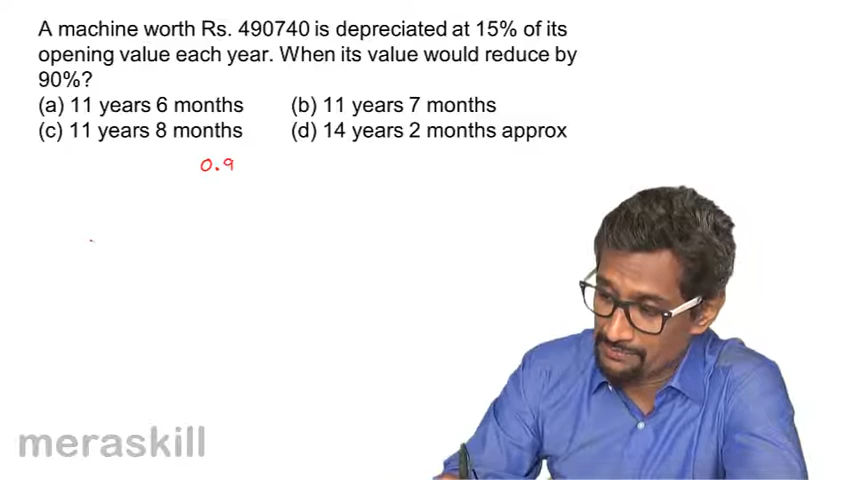 A machine worth Rs. 490740 is depreciated at 15% of its
opening value each year. When its value would reduce by
90%?
(a) 11 years 6 months (b) 11 years 7 months
(c) 11 years 8 months (d) 14 years 2 months approx
0.9
meraskill